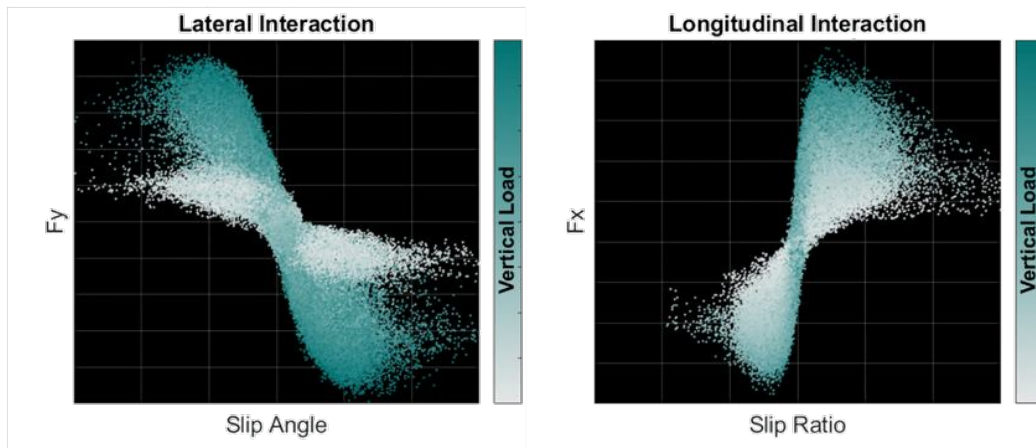 Lateral Interaction
Fy
Slip Angle
Vertical Load
Longitudinal Interaction
Fx
Slip Ratio
Vertical Load